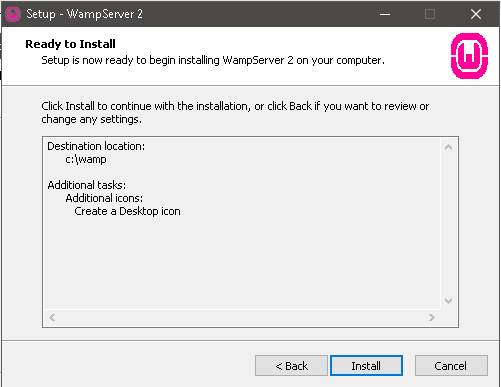 Setup - WampServer 2
Ready to Install
Setup is now ready to begin installing WampServer 2 on your computer.
Click Install to continue with the installation, or click Back if you want to review or
change any settings.
Destination location:
c:\wamp
Additional tasks:
Additional icons:
Create a Desktop icon
< Back
Install
Cancel